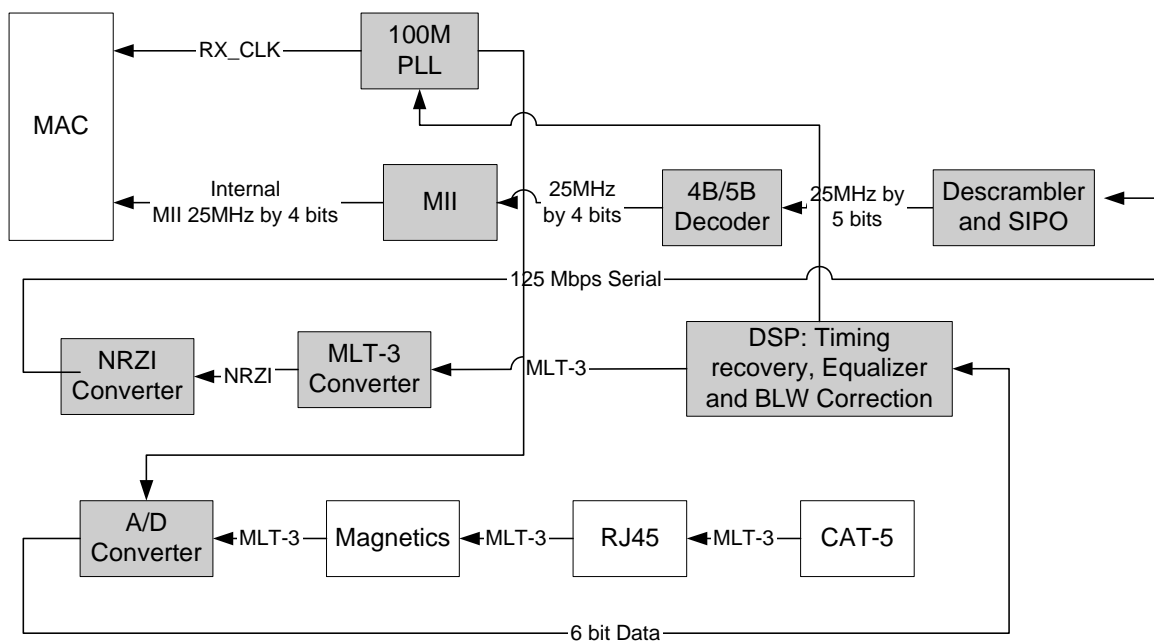 100M
PLL
RX_CLK
MAC
Internal
MII 25MHz by 4 bits
MII
25MHz
by 4 bits
4B/5B
Decoder
25MHz by
5 bits
Descrambler
and SIPO
125 Mbps Serial
NRZI
Converter
NRZI
MLT-3
Converter
MLT-3
DSP: Timing
recovery, Equalizer
and BLW Correction
A/D
Converter
MLT-3
Magnetics
MLT-3
RJ45
MLT-3
CAT-5
6 bit Data